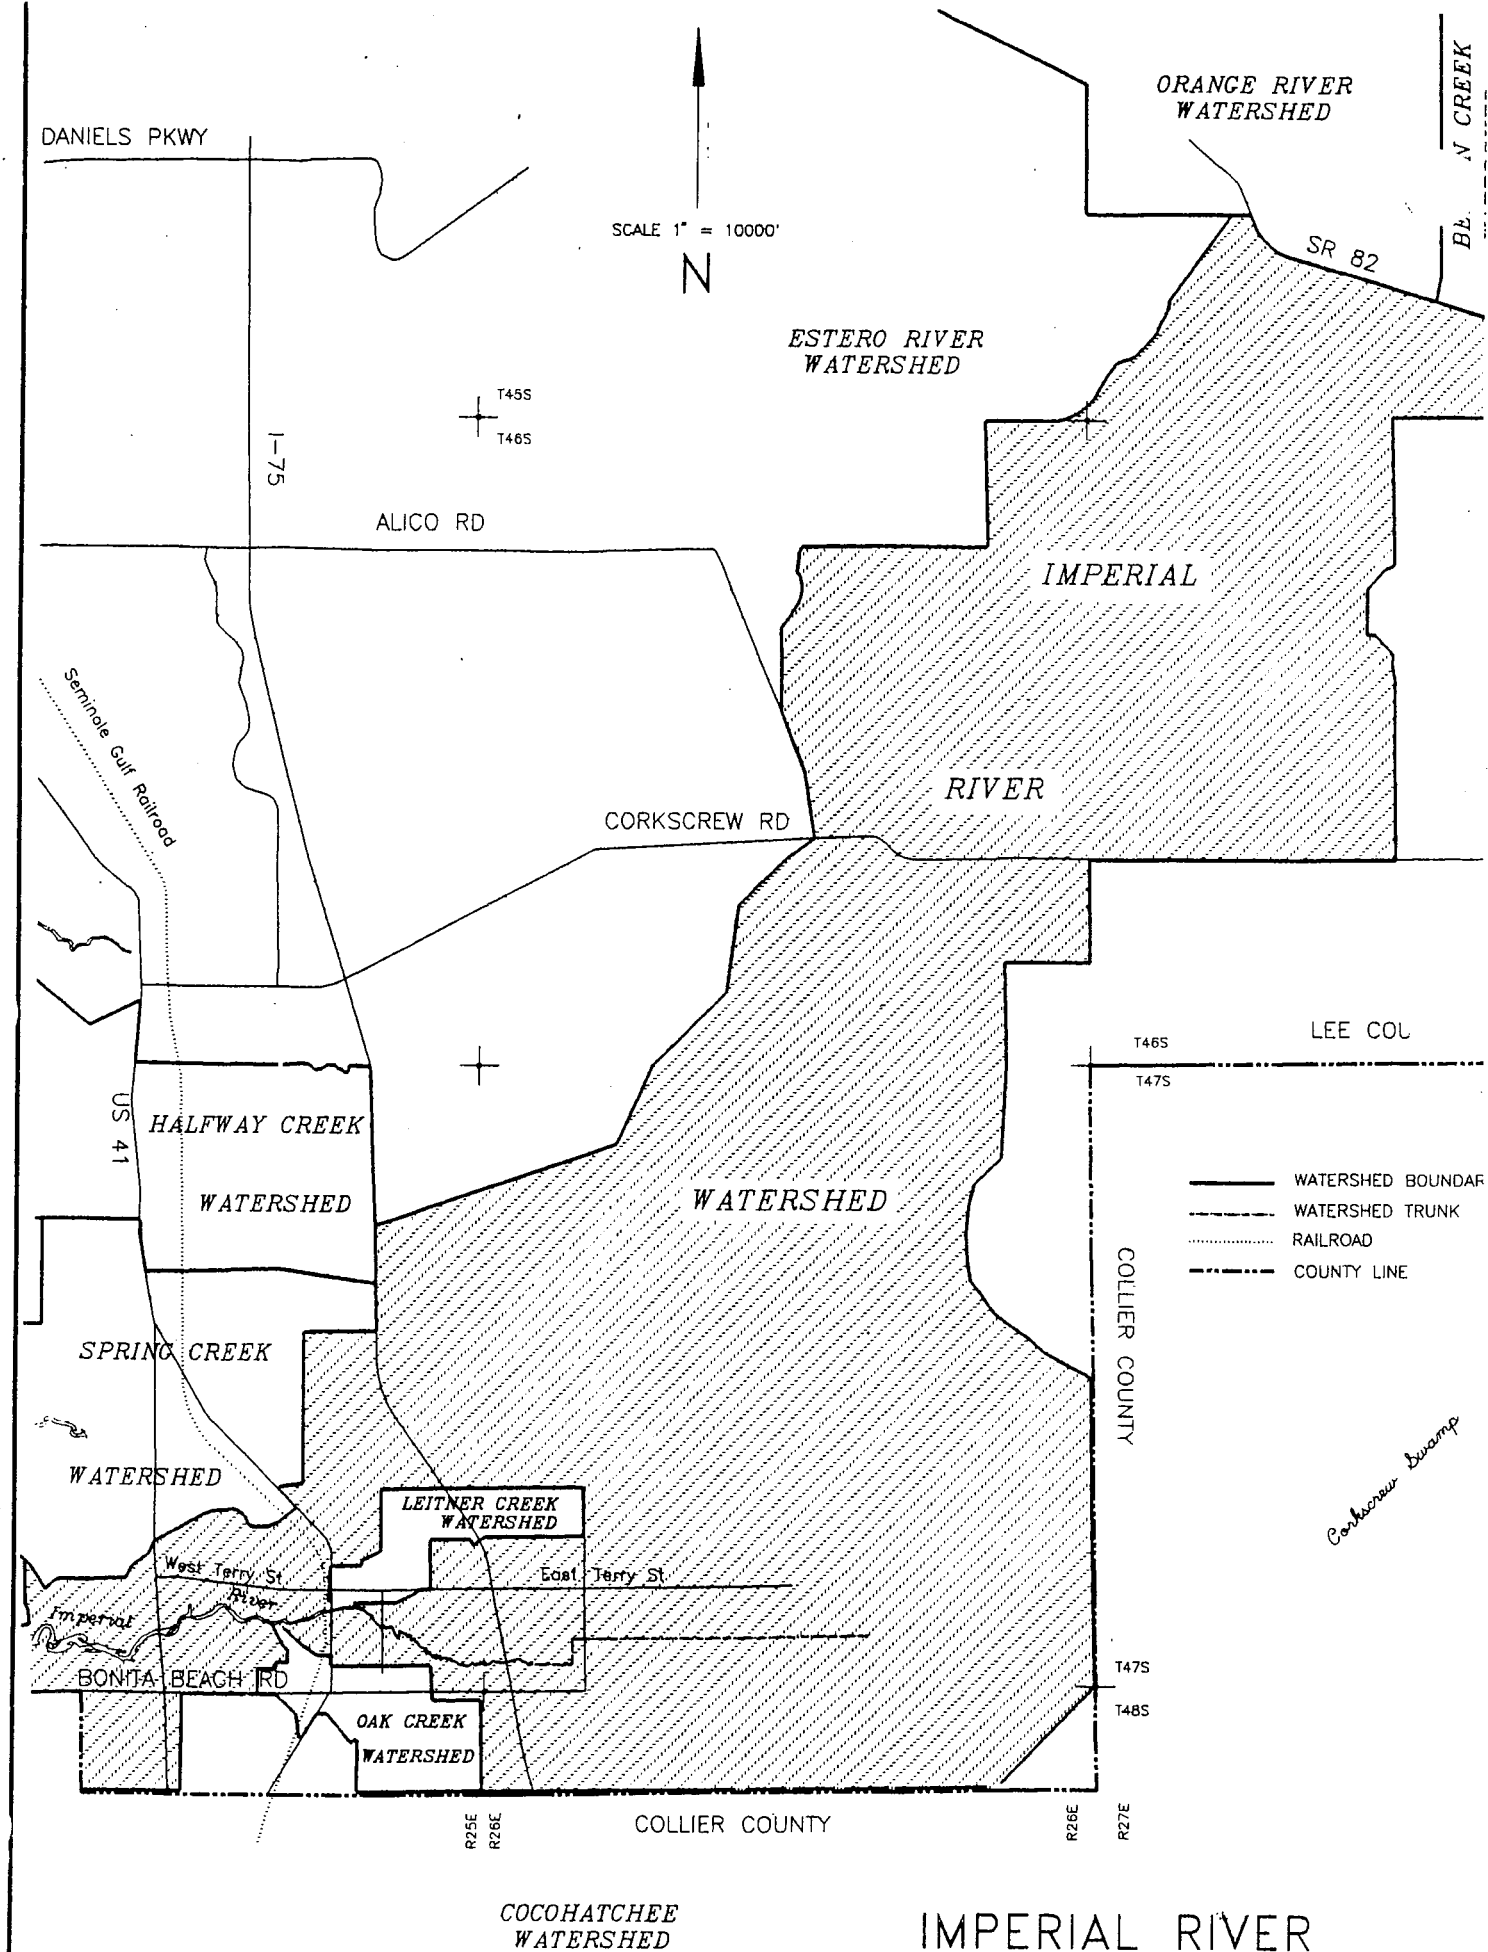 ORANGE RIVER
WATERSHED
N CREEK
DANIELS PKWY
SCALE 1" = 10000'
N
SR 82
ESTERO RIVER
WATERSHED
T45S
T46S
I-75
ALICO RD
IMPERIAL
Seminole Gulf Railroad
RIVER
CORKSCREW RD
LEE COU
T46S
T47S
US 41
HALFWAY CREEK
WATERSHED
WATERSHED
WATERSHED BOUNDAR
WATERSHED TRUNK
RAILROAD
COUNTY LINE
COLLIER COUNTY
SPRING CREEK
WATERSHED
Corkscrew Swamp
LEITNER CREEK
WATERSHED
West Terry St
East Terry St
Imperial
River
BONITA BEACH RD
T47S
T48S
OAK CREEK
WATERSHED
R25E
R26E
COLLIER COUNTY
R26E
R27E
COCOHATCHEE
WATERSHED
IMPERIAL RIVER